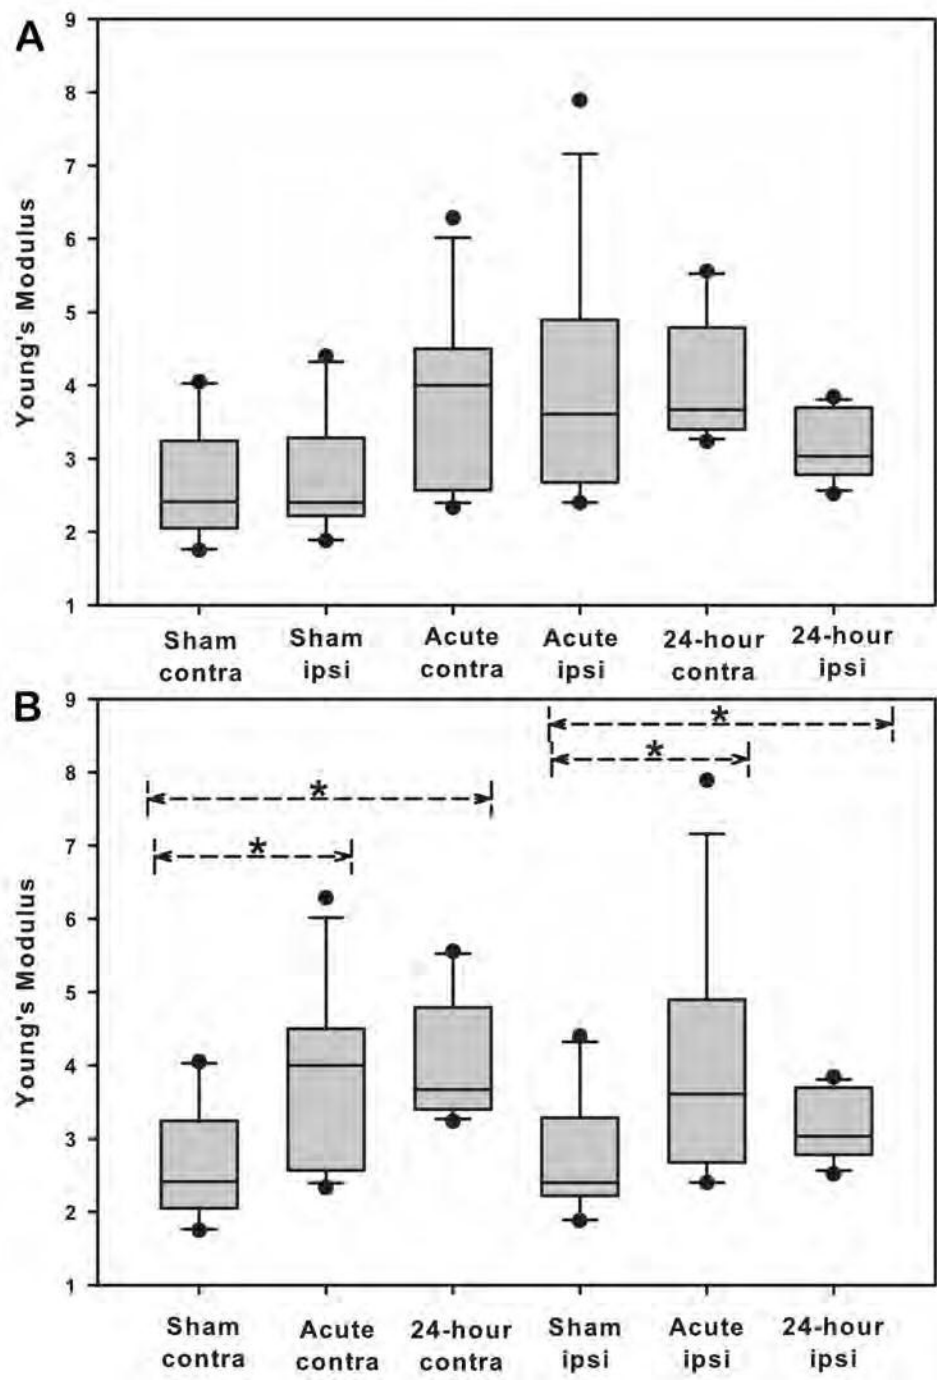 A
Young's Modulus
9
8
7
6
5
4
3
2
1
Sham contra
Sham ipsi
Acute contra
Acute ipsi
24-hour contra
24-hour ipsi
B
Young's Modulus
9
8
7
6
5
4
3
2
1
*
*
*
*
Sham contra
Acute contra
24-hour contra
Sham ipsi
Acute ipsi
24-hour ipsi